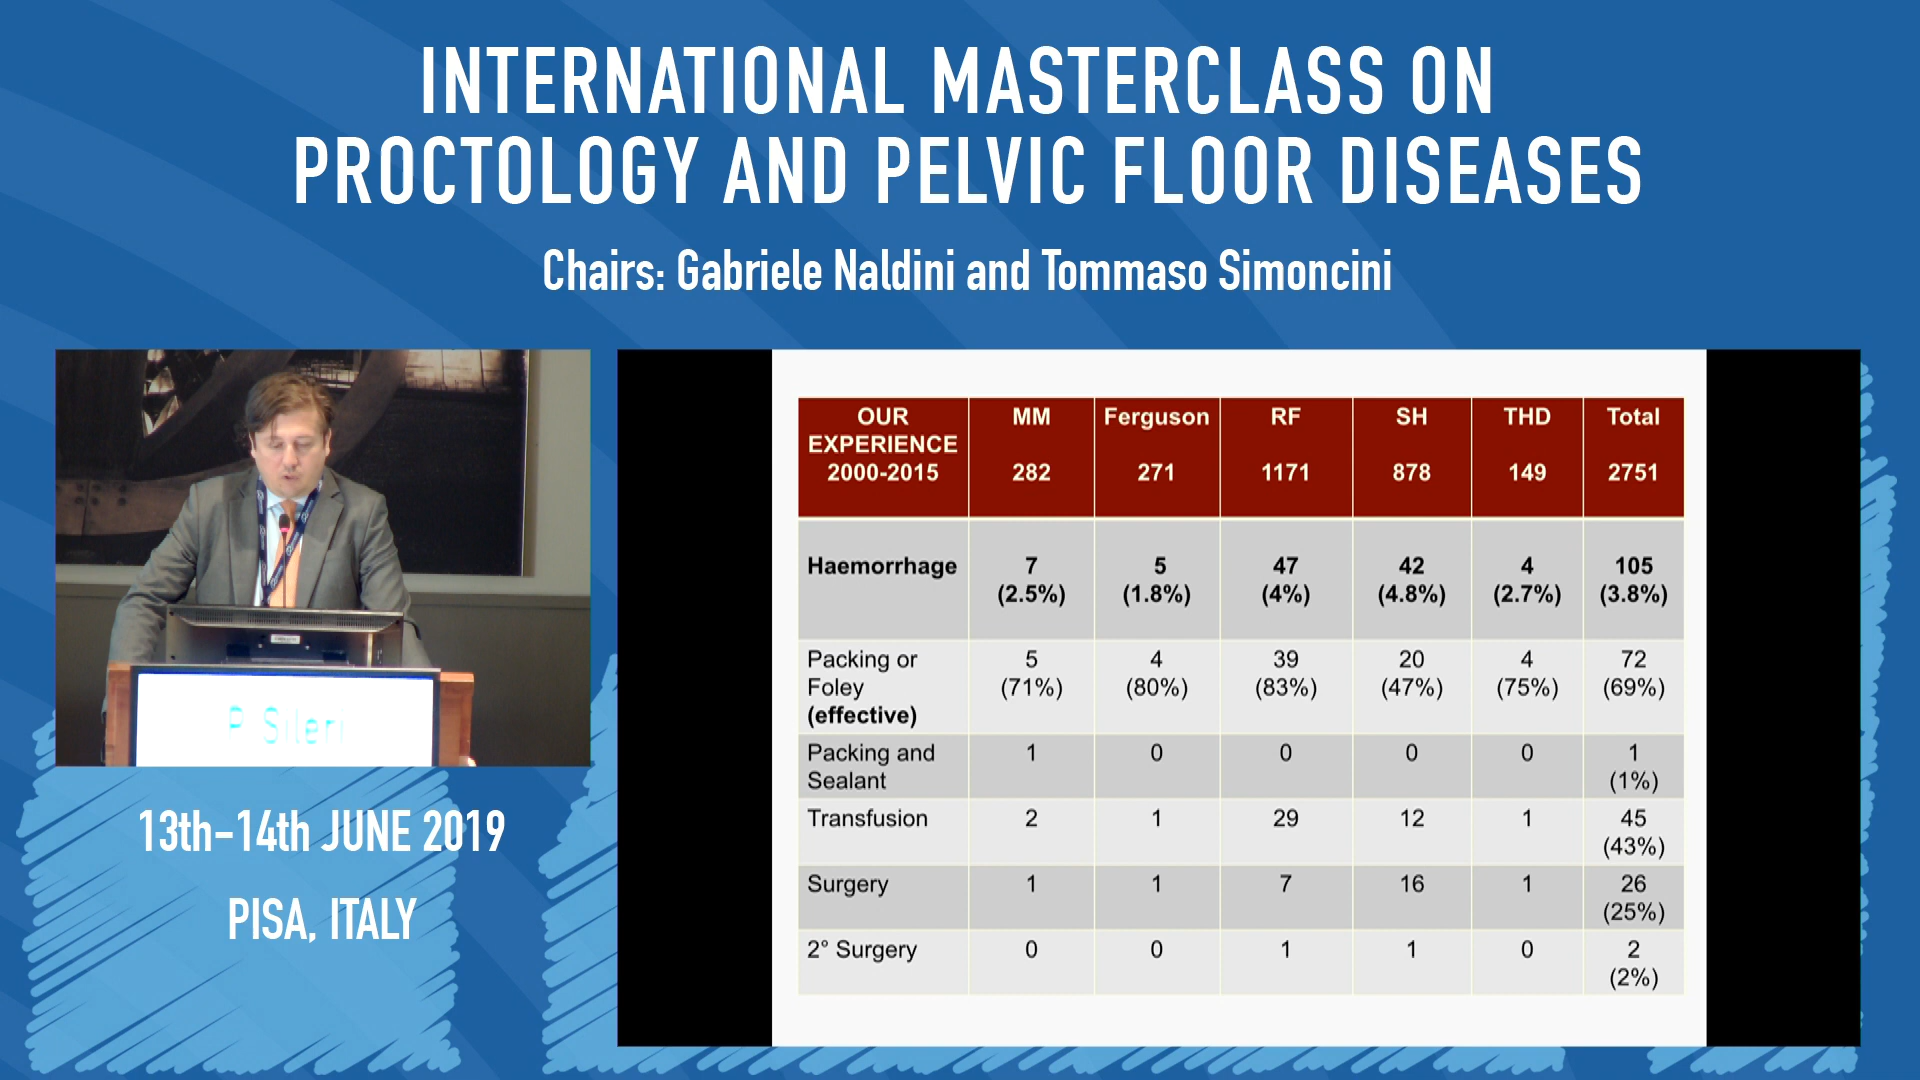 INTERNATIONAL MASTERCLASS ON
PROCTOLOGY AND PELVIC FLOOR DISEASES
Chairs: Gabriele Naldini and Tommaso Simoncini
P Sileri
13th-14th JUNE 2019
PISA, ITALY
OUR EXPERIENCE 2000-2015 MM 282 Ferguson 271 RF 1171 SH 878 THD 149 Total 2751
Haemorrhage 7 (2.5%) 5 (1.8%) 47 (4%) 42 (4.8%) 4 (2.7%) 105 (3.8%)
Packing or Foley (effective) 5 (71%) 4 (80%) 39 (83%) 20 (47%) 4 (75%) 72 (69%)
Packing and Sealant 1 0 0 0 0 1 (1%)
Transfusion 2 1 29 12 1 45 (43%)
Surgery 1 1 7 16 1 26 (25%)
2° Surgery 0 0 1 1 0 2 (2%)